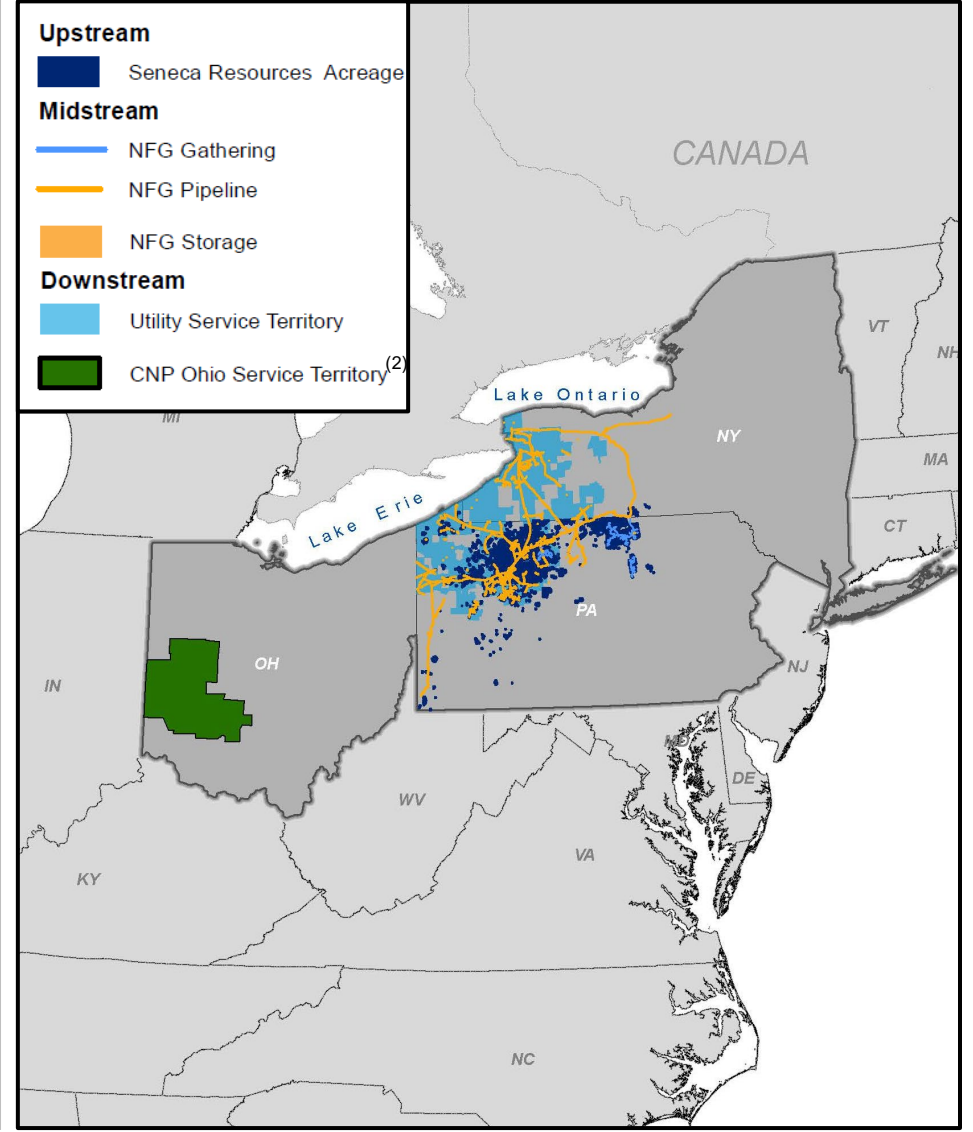 Upstream
Seneca Resources Acreage
Midstream
NFG Gathering
NFG Pipeline
NFG Storage
Downstream
Utility Service Territory
CNP Ohio Service Territory(2)
CANADA
VT
NH
MI
Lake Ontario
NY
MA
Lake Erie
CT
PA
OH
NJ
IN
MD
DE
WV
VA
KY
NC